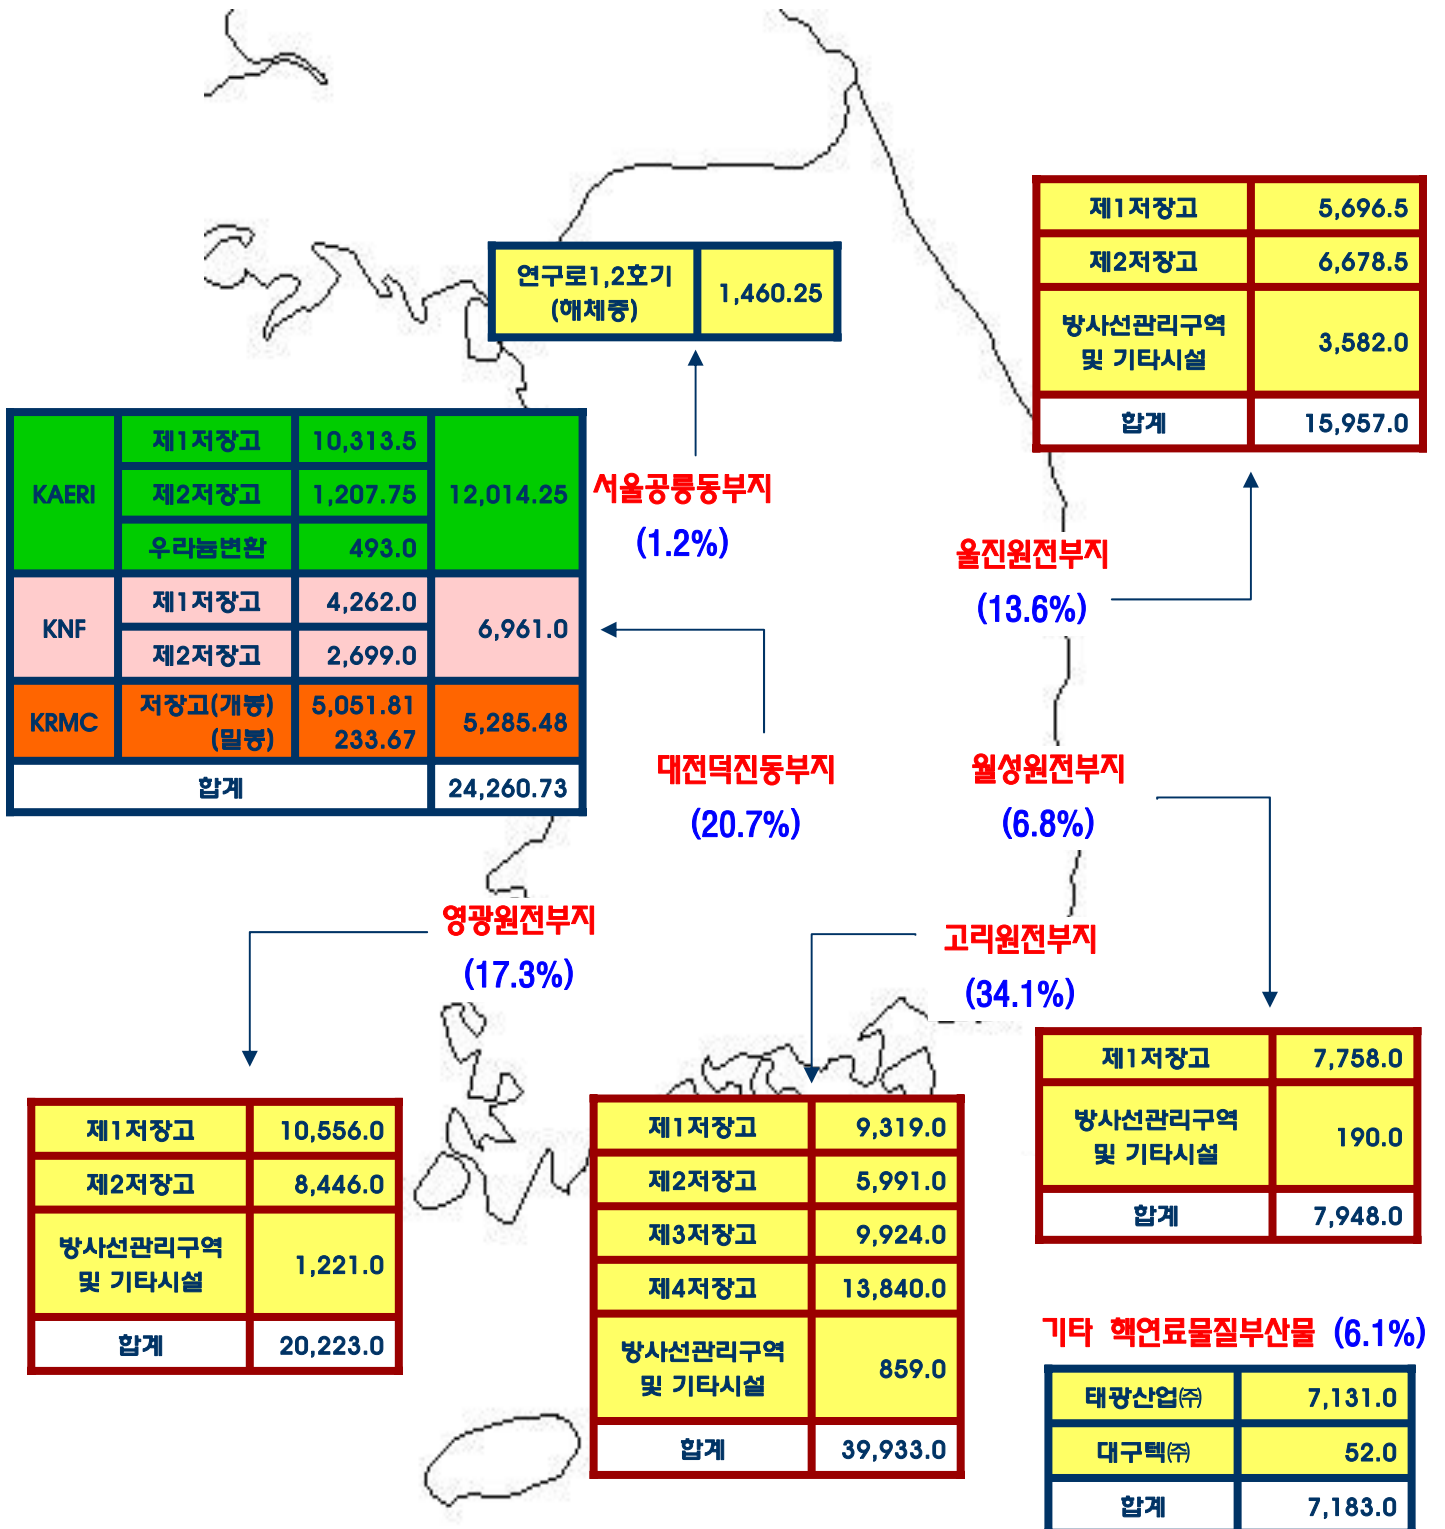 연구로1,2호기
(해체중)
1,460.25
서울공릉동부지
(1.2%)
제1저장고 5,696.5
제2저장고 6,678.5
방사선관리구역
및 기타시설
3,582.0
합계 15,957.0
울진원전부지
(13.6%)
KAERI
제1저장고 10,313.5
제2저장고 1,207.75
우라늄변환 493.0
12,014.25
KNF
제1저장고 4,262.0
제2저장고 2,699.0
6,961.0
KRMC
저장고(개봉) 5,051.81
(밀봉) 233.67
5,285.48
합계 24,260.73
대전덕진동부지
(20.7%)
월성원전부지
(6.8%)
영광원전부지
(17.3%)
고리원전부지
(34.1%)
제1저장고 10,556.0
제2저장고 8,446.0
방사선관리구역
및 기타시설
1,221.0
합계 20,223.0
제1저장고 9,319.0
제2저장고 5,991.0
제3저장고 9,924.0
제4저장고 13,840.0
방사선관리구역
및 기타시설
859.0
합계 39,933.0
제1저장고 7,758.0
방사선관리구역
및 기타시설
190.0
합계 7,948.0
기타 핵연료물질부산물 (6.1%)
태광산업㈜ 7,131.0
대구텍㈜ 52.0
합계 7,183.0